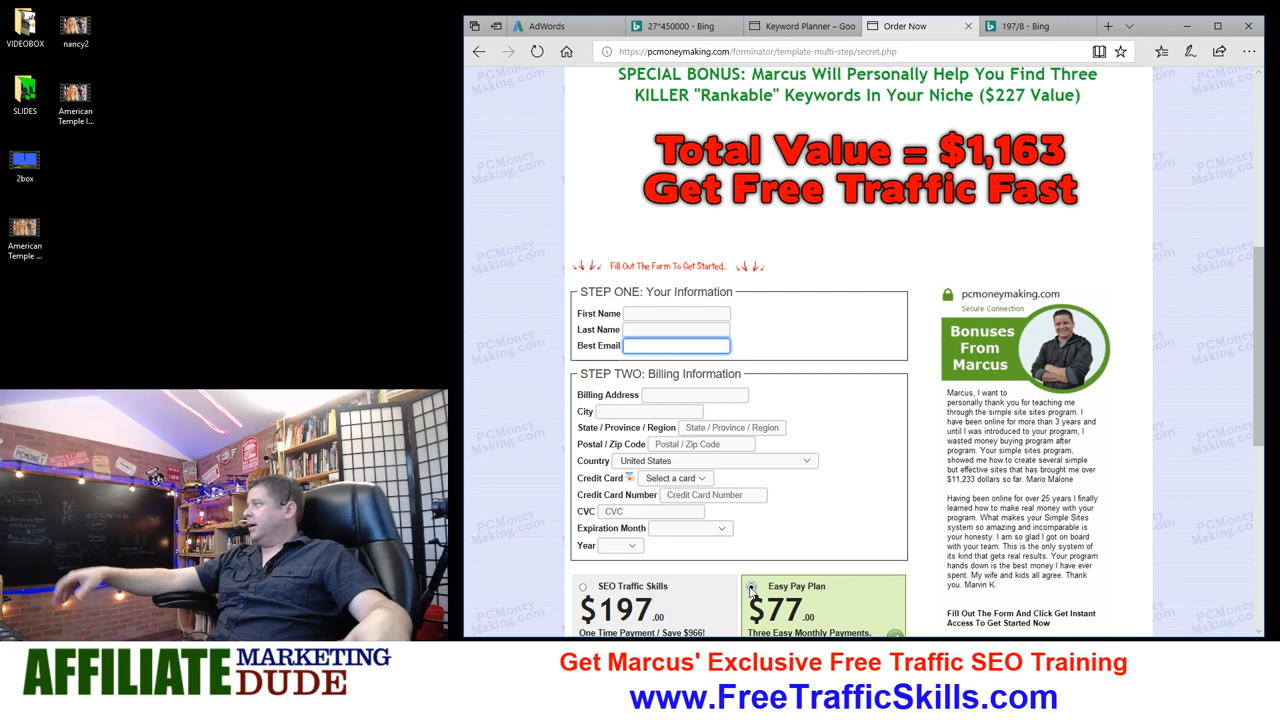 VIDEOBOX
nancy2
SLIDES
American
Temple I...
2box
American
Temple ...
AdWords
27*450000 - Bing
Keyword Planner – Goo
Order Now
197/8 - Bing
https://pcmoneymaking.com/forminator/template-multi-step/secret.php
SPECIAL BONUS: Marcus Will Personally Help You Find Three
KILLER "Rankable" Keywords In Your Niche ($227 Value)
Total Value = $1,163
Get Free Traffic Fast
Fill Out The Form To Get Started...
STEP ONE: Your Information
First Name
Last Name
Best Email
STEP TWO: Billing Information
Billing Address
City
State / Province / Region State / Province / Region
Postal / Zip Code Postal / Zip Code
Country United States
Credit Card Select a card
Credit Card Number Credit Card Number
CVC CVC
Expiration Month
Year
SEO Traffic Skills
$197.00
One Time Payment / Save $966!
Easy Pay Plan
$77.00
Three Easy Monthly Payments.
pcmoneymaking.com
Secure Connection
Bonuses
From
Marcus
Marcus, I want to
personally thank you for teaching me
through the simple site sites program. I
have been online for more than 3 years and
until I was introduced to your program, I
wasted money buying program after
program. Your simple sites program,
showed me how to create several simple
but effective sites that has brought me over
$11,233 dollars so far. Mario Malone
Having been online for over 25 years I finally
learned how to make real money with your
program. What makes your Simple Sites
system so amazing and incomparable is
your honesty. I am so glad I got on board
with your team. This is the only system of
its kind that gets real results. Your program
hands down is the best money I have ever
spent. My wife and kids all agree. Thank
you. Marvin K.
Fill Out The Form And Click Get Instant
Access To Get Started Now
PCMoney
Making.com
AFFILIATE MARKETING
DUDE
Get Marcus' Exclusive Free Traffic SEO Training
www.FreeTrafficSkills.com